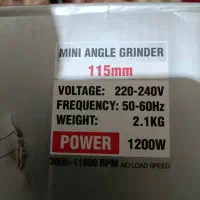 MINI ANGLE GRINDER
115mm
VOLTAGE: 220-240V
FREQUENCY: 50-60Hz
WEIGHT: 2.1KG
POWER 1200W
3000-11000 RPM NO LOAD SPEED